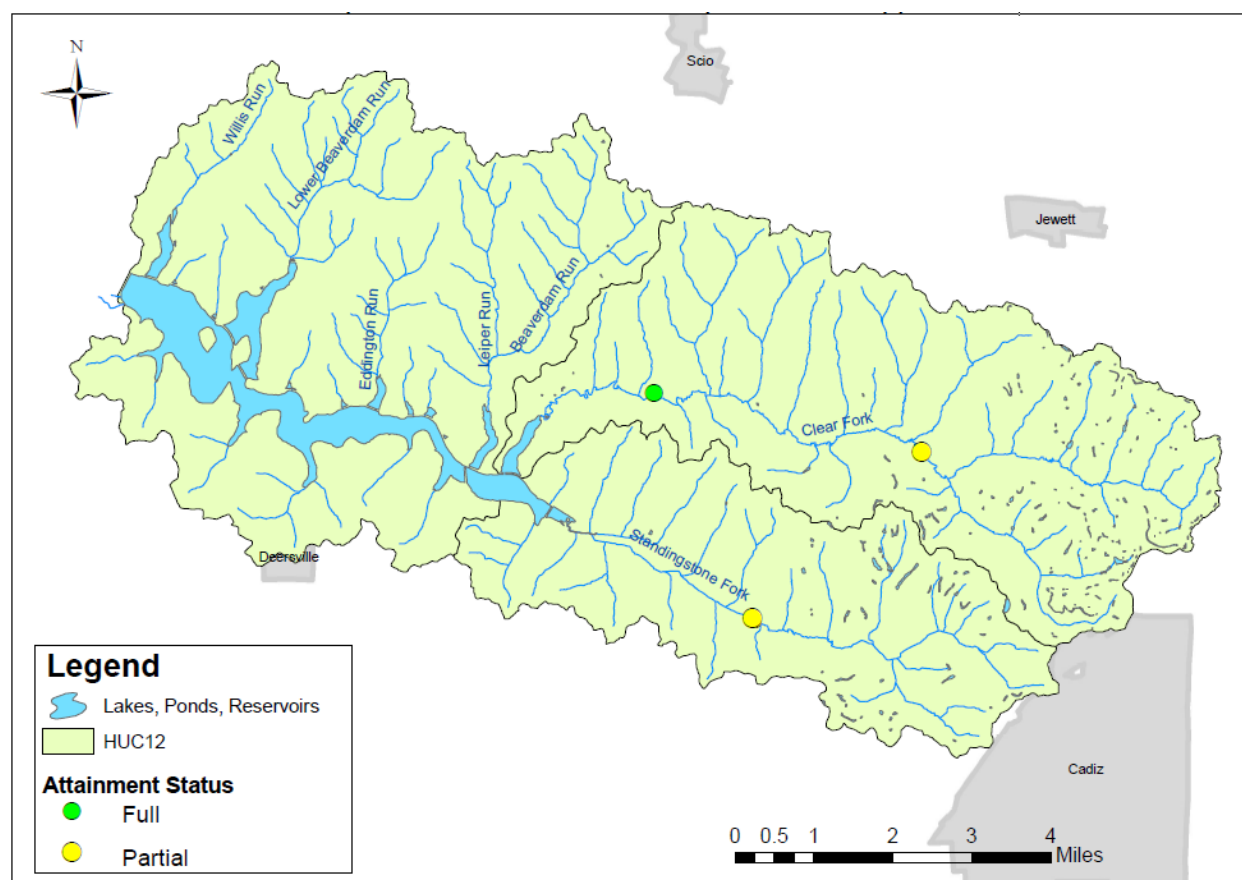 N
Scio
Willis Run
Lower Beaverdam Run
Jewett
Beaverdam Run
Leiper Run
Eddington Run
Clear Fork
Standingstone Fork
Deersville
Cadiz
Legend
Lakes, Ponds, Reservoirs
HUC12
Attainment Status
Full
Partial
0 0.5 1 2 3 4
Miles